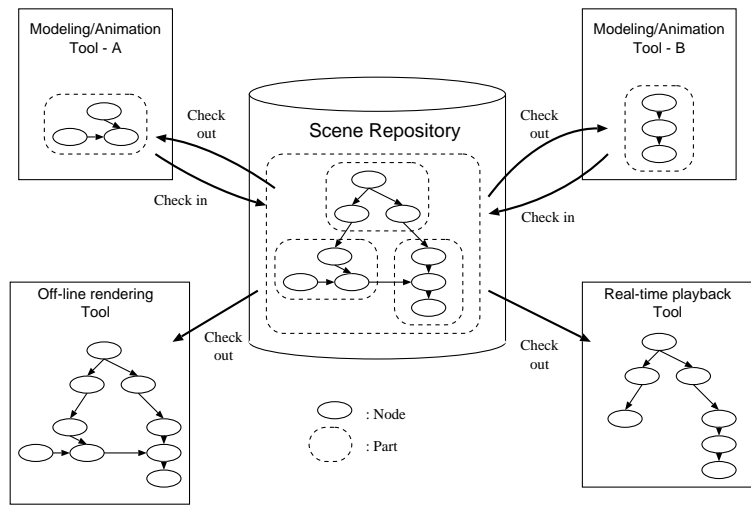 Modeling/Animation
Tool - A
Modeling/Animation
Tool - B
Scene Repository
Check
out
Check in
Check
out
Check in
Off-line rendering
Tool
Check
out
Real-time playback
Tool
Check
out
: Node
: Part